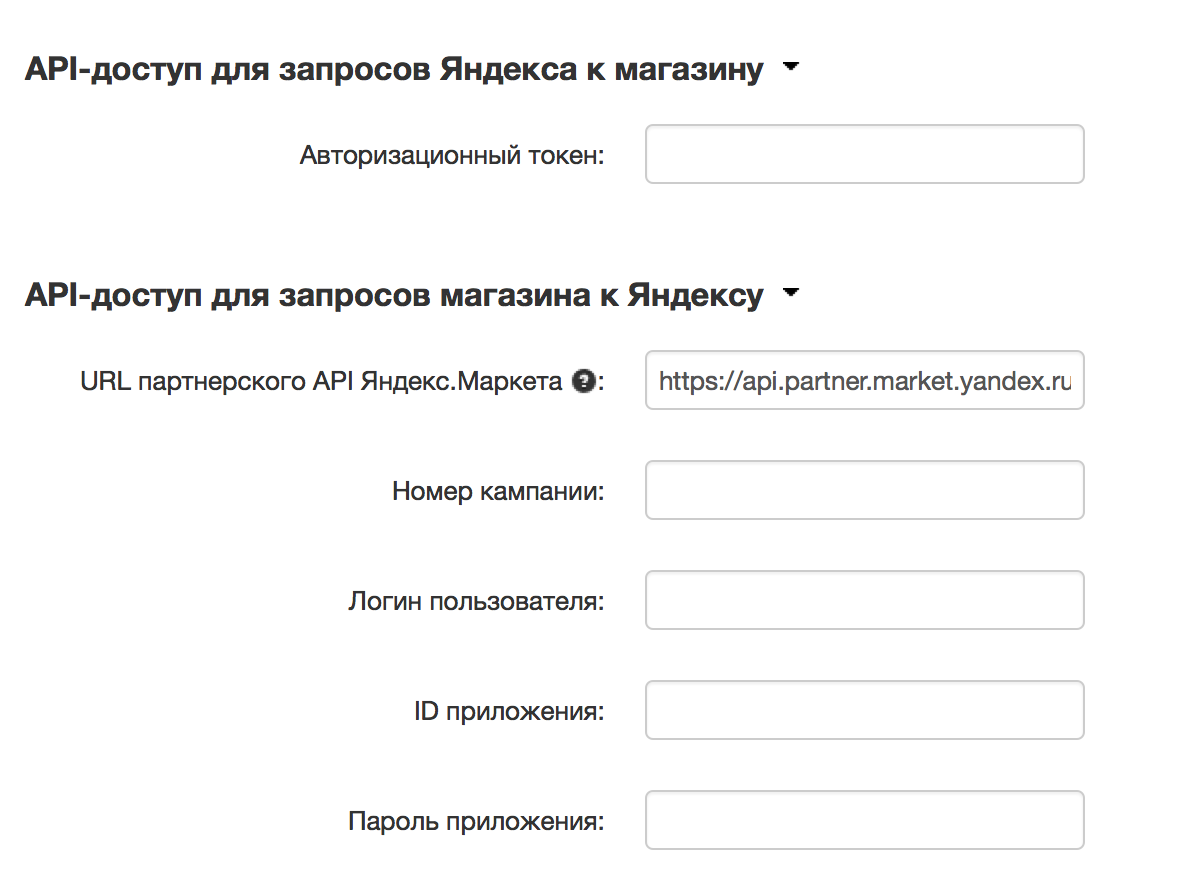 API-доступ для запросов Яндекса к магазину
Авторизационный токен:
API-доступ для запросов магазина к Яндексу
URL партнерского API Яндекс.Маркета ?: https://api.partner.market.yandex.ru
Номер кампании:
Логин пользователя:
ID приложения:
Пароль приложения: